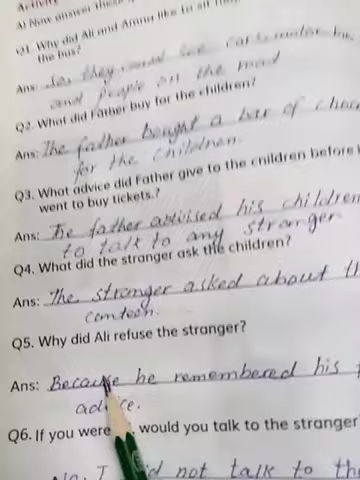 Activity
A) Now answer these
Q1. Why did Ali and Amna like to sit
the bus?
Ans: So they could see
and people on the road
Q2. What did Father buy for the children?
Ans: The father bought a bar of choc
for the children.
Q3. What advice did Father give to the children before
went to buy tickets.?
Ans: The father advised his children
to talk to any stranger
Q4. What did the stranger ask the children?
Ans: The stranger asked about th
canteen.
Q5. Why did Ali refuse the stranger?
Ans: Because he remembered his f
advice.
Q6. If you were would you talk to the stranger
No. I did not talk to the